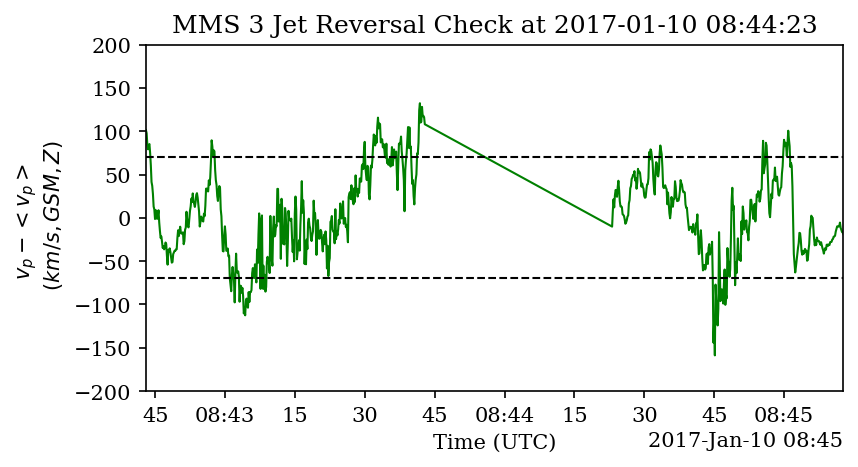 MMS 3 Jet Reversal Check at 2017-01-10 08:44:23
v_p − < v_p >
(km/s, GSM, Z)
200
150
100
50
0
−50
−100
−150
−200
45 08:43 15 30 45 08:44 15 30 45 08:45
Time (UTC)
2017-Jan-10 08:45